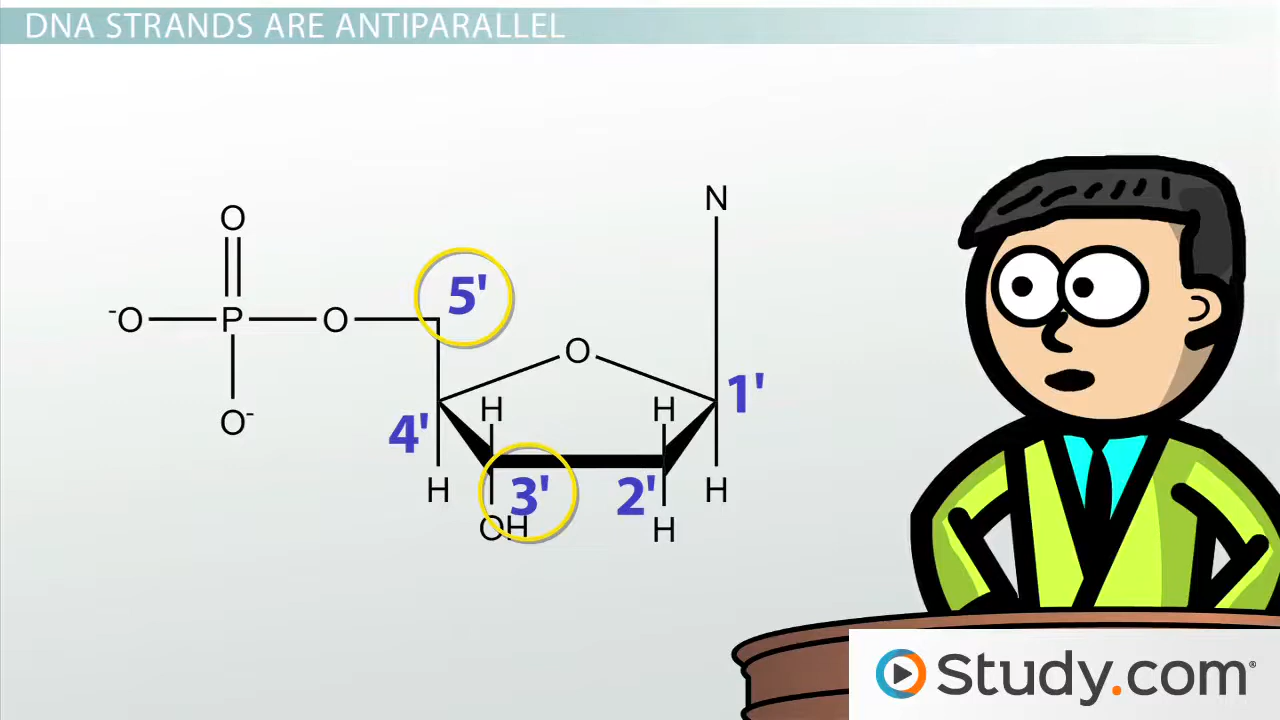 DNA STRANDS ARE ANTIPARALLEL
N
O
5'
-O P O
O
1'
H H
4'
O-
3' 2'
H H
OH H
Study.com®